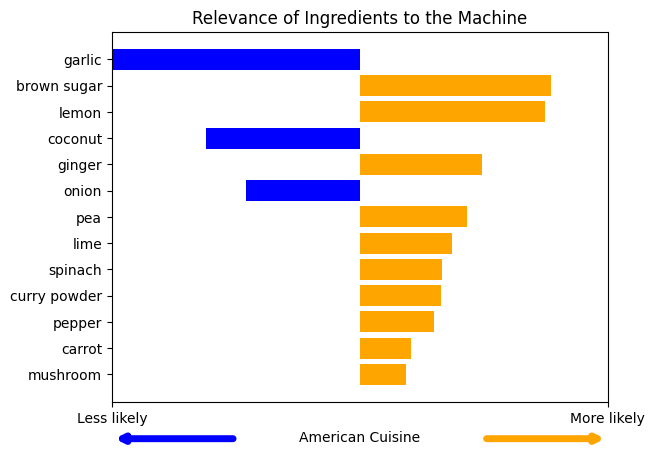 Relevance of Ingredients to the Machine
garlic
brown sugar
lemon
coconut
ginger
onion
pea
lime
spinach
curry powder
pepper
carrot
mushroom
Less likely
More likely
American Cuisine